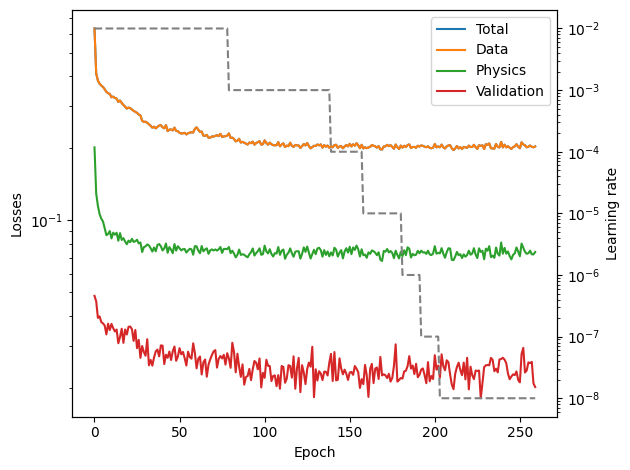 Total
Data
Physics
Validation
Losses
10⁻¹
Learning rate
10⁻²
10⁻³
10⁻⁴
10⁻⁵
10⁻⁶
10⁻⁷
10⁻⁸
0 50 100 150 200 250
Epoch